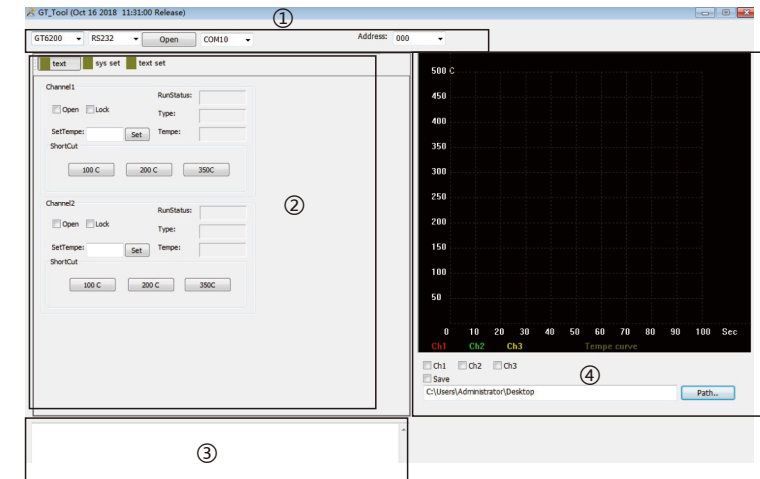 GT_Tool (Oct 16 2018 11:31:00 Release)
①
GT6200 RS232 Open COM10 Address: 000
text sys set text set
Channel1
RunStatus:
Open Lock
Type:
SetTempe: Set Tempe:
ShortCut
100 C 200 C 350C
Channel2
②
RunStatus:
Open Lock
Type:
SetTempe: Set Tempe:
ShortCut
100 C 200 C 350C
500 C
450
400
350
300
250
200
150
100
50
0 10 20 30 40 50 60 70 80 90 100 Sec
Ch1 Ch2 Ch3 Tempe curve
Ch1 Ch2 Ch3
Save
④
C:\Users\Administrator\Desktop Path..
③